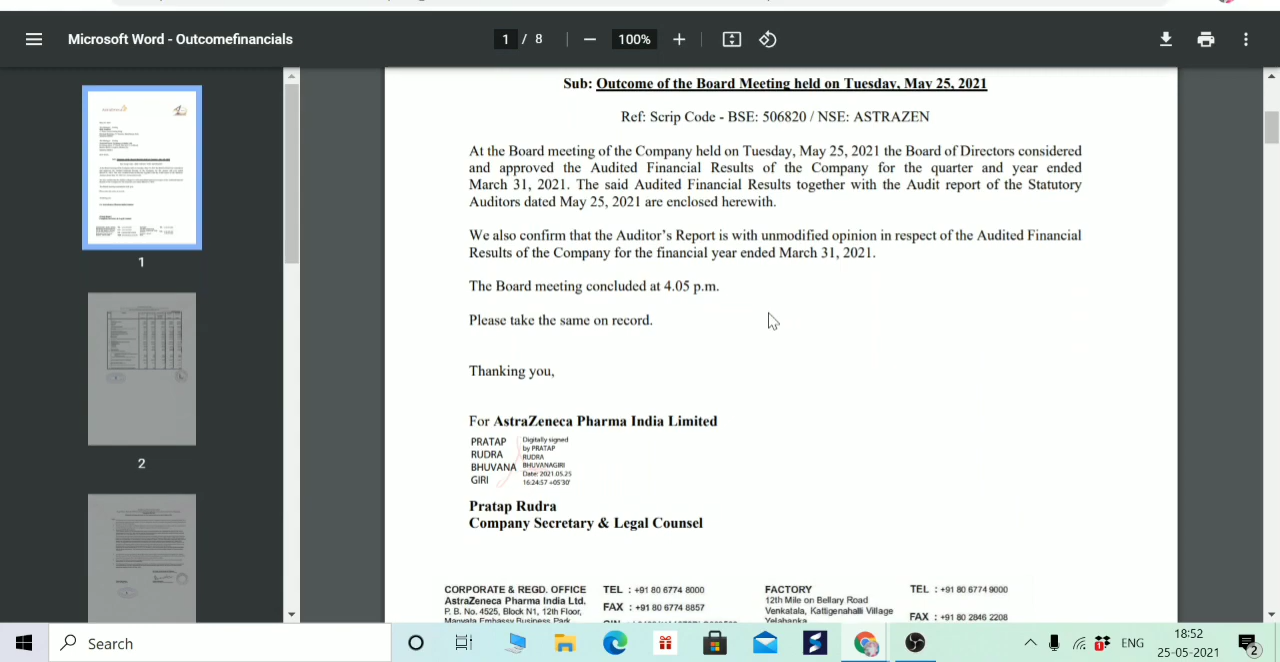 Microsoft Word - Outcomefinancials
1 / 8
100%
Sub: Outcome of the Board Meeting held on Tuesday, May 25, 2021
Ref: Scrip Code - BSE: 506820 / NSE: ASTRAZEN
At the Board meeting of the Company held on Tuesday, May 25, 2021 the Board of Directors considered
and approved the Audited Financial Results of the Company for the quarter and year ended
March 31, 2021. The said Audited Financial Results together with the Audit report of the Statutory
Auditors dated May 25, 2021 are enclosed herewith.
We also confirm that the Auditor's Report is with unmodified opinion in respect of the Audited Financial
Results of the Company for the financial year ended March 31, 2021.
The Board meeting concluded at 4.05 p.m.
Please take the same on record.
Thanking you,
For AstraZeneca Pharma India Limited
PRATAP
RUDRA
BHUVANA
GIRI
Digitally signed
by PRATAP
RUDRA
BHUVANAGIRI
Date: 2021.05.25
16:24:57 +05'30'
Pratap Rudra
Company Secretary & Legal Counsel
CORPORATE & REGD. OFFICE
AstraZeneca Pharma India Ltd.
P. B. No. 4525, Block N1, 12th Floor,
Manyata Embassy Business Park
TEL : +91 80 6774 8000
FAX : +91 80 6774 8857
FACTORY
12th Mile on Bellary Road
Venkatala, Kattigenahalli Village
Yelahanka
TEL : +91 80 6774 9000
FAX : +91 80 2846 2208
1
2
Search
ENG
18:52
25-05-2021
2